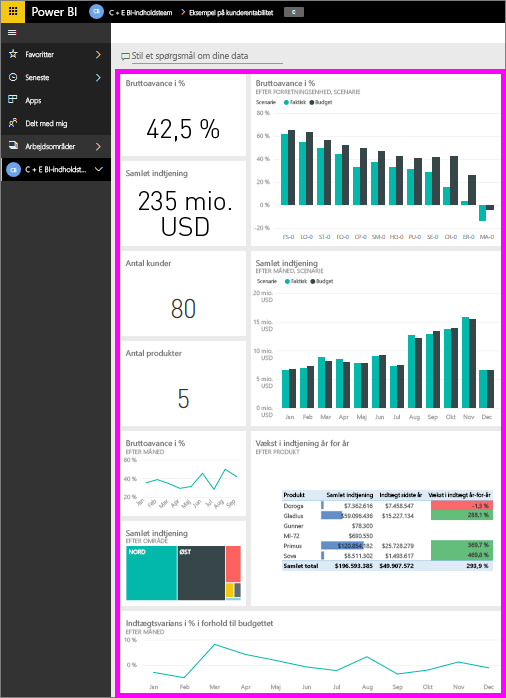 Power BI CB C + E BI-indholdsteam > Eksempel på kunderentabilitet C
Favoritter
Seneste
Apps
Delt med mig
Arbejdsområder
CB C + E BI-indholdst...
Stil et spørgsmål om dine data
Bruttoavance i %
42,5 %
Bruttoavance i %
EFTER FORRETNINGSENHED, SCENARIE
Scenarie Faktisk Budget
80 %
60 %
40 %
20 %
0 %
-20 %
FS-0 LO-0 ST-0 FO-0 CP-0 SM-0 HO-0 PU-0 SE-0 CR-0 ER-0 MA-0
Samlet indtjening
235 mio.
USD
Antal kunder
80
Samlet indtjening
EFTER MÅNED, SCENARIE
Scenarie Faktisk Budget
20 mio.
USD
15 mio.
USD
10 mio.
USD
5 mio.
USD
0 mio.
USD
Jan Feb Mar Apr Maj Jun Jul Aug Sep Okt Nov Dec
Antal produkter
5
Bruttoavance i %
EFTER MÅNED
60 %
40 %
20 %
Jan Feb Mar Apr Maj Jun Jul Aug Sep
Vækst i indtjening år for år
EFTER PRODUKT
Produkt Samlet indtjening Indtægt sidste år Vækst i indtægt år-for-år
Doroga $7.362.616 $7.458.547 -1,3 %
Gladius $59.096.436 $15.227.134 288,1 %
Gunner $78.300
MI-72 $690.550
Primus $120.854.182 $25.728.279 369,7 %
Sova $8.511.302 $1.493.617 469,8 %
Samlet total $196.593.385 $49.907.572 293,9 %
Samlet indtjening
EFTER OMRÅDE
NORD ØST
Indtægtsvarians i % i forhold til budgettet
EFTER MÅNED
10 %
0 %
Jan Feb Mar Apr Maj Jun Jul Aug Sep Okt Nov Dec